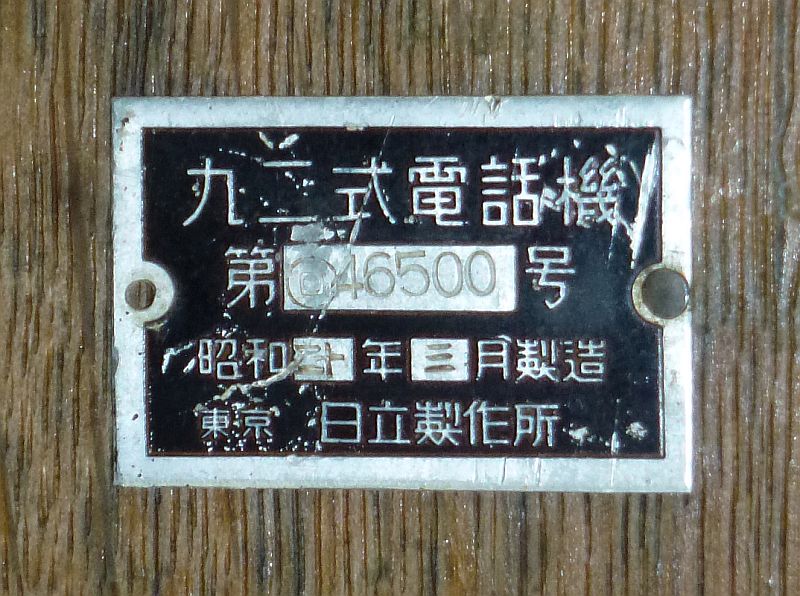 九二式電話機
第 46500 号
昭和 年 三 月製造
東京 日立製作所